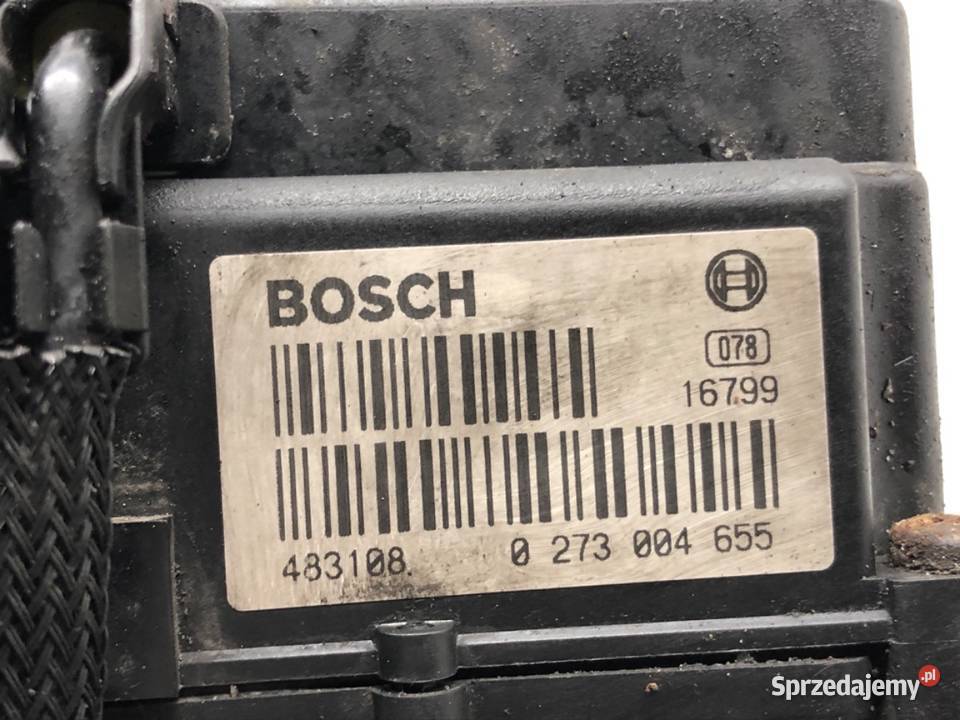 BOSCH
078
16799
483108
0 273 004 655
Sprzedajemy.pl